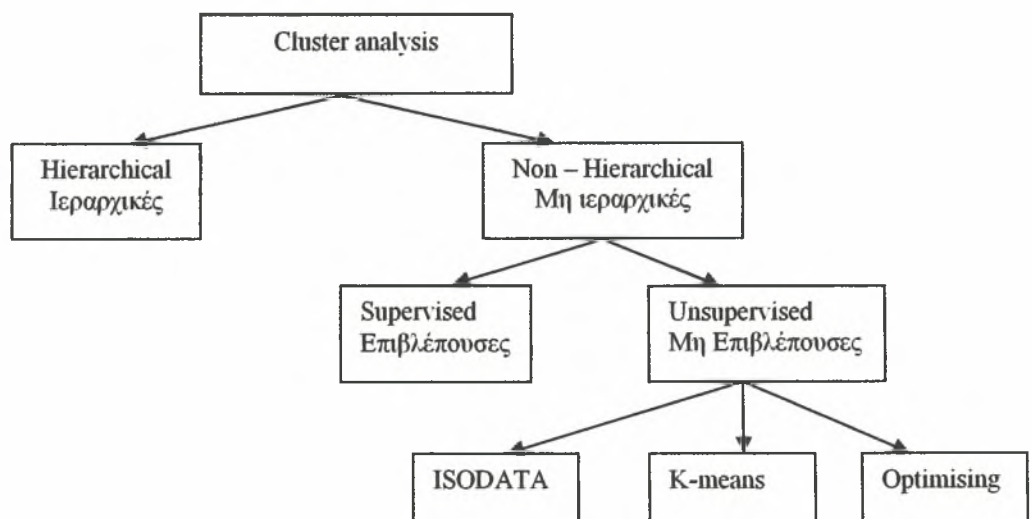 Cluster analysis
Hierarchical
Ιεραρχικές
Non – Hierarchical
Μη ιεραρχικές
Supervised
Επιβλέπουσες
Unsupervised
Μη Επιβλέπουσες
ISODATA
K-means
Optimising